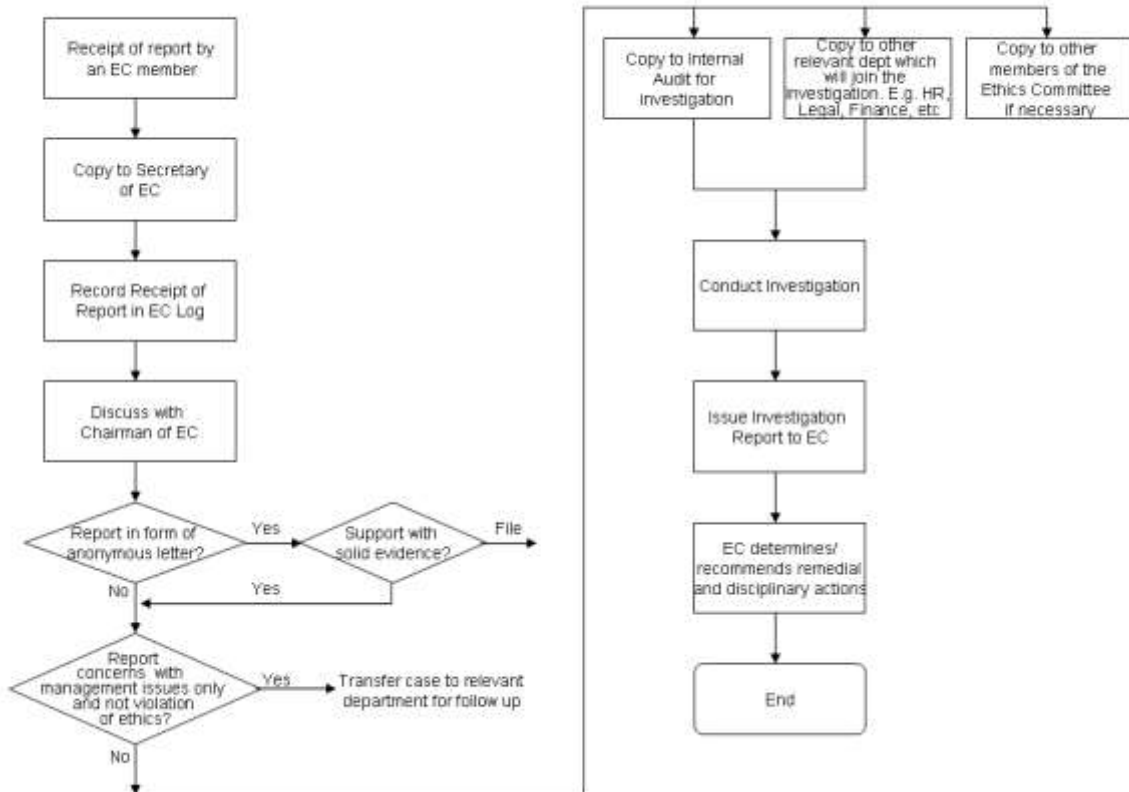 Receipt of report by
an EC member
Copy to Secretary
of EC
Record Receipt of
Report in EC Log
Discuss with
Chairman of EC
Report in form of
anonymous letter?
Yes
Support with
solid evidence?
File
No
Yes
Report
concerns with
management issues only
and not violation
of ethics?
Yes
Transfer case to relevant
department for follow up
No
Copy to Internal
Audit for
Investigation
Copy to other
relevant dept which
will join the
investigation. E.g. HR,
Legal, Finance, etc
Copy to other
members of the
Ethics Committee
if necessary
Conduct Investigation
Issue Investigation
Report to EC
EC determines/
recommends remedial
and disciplinary actions
End